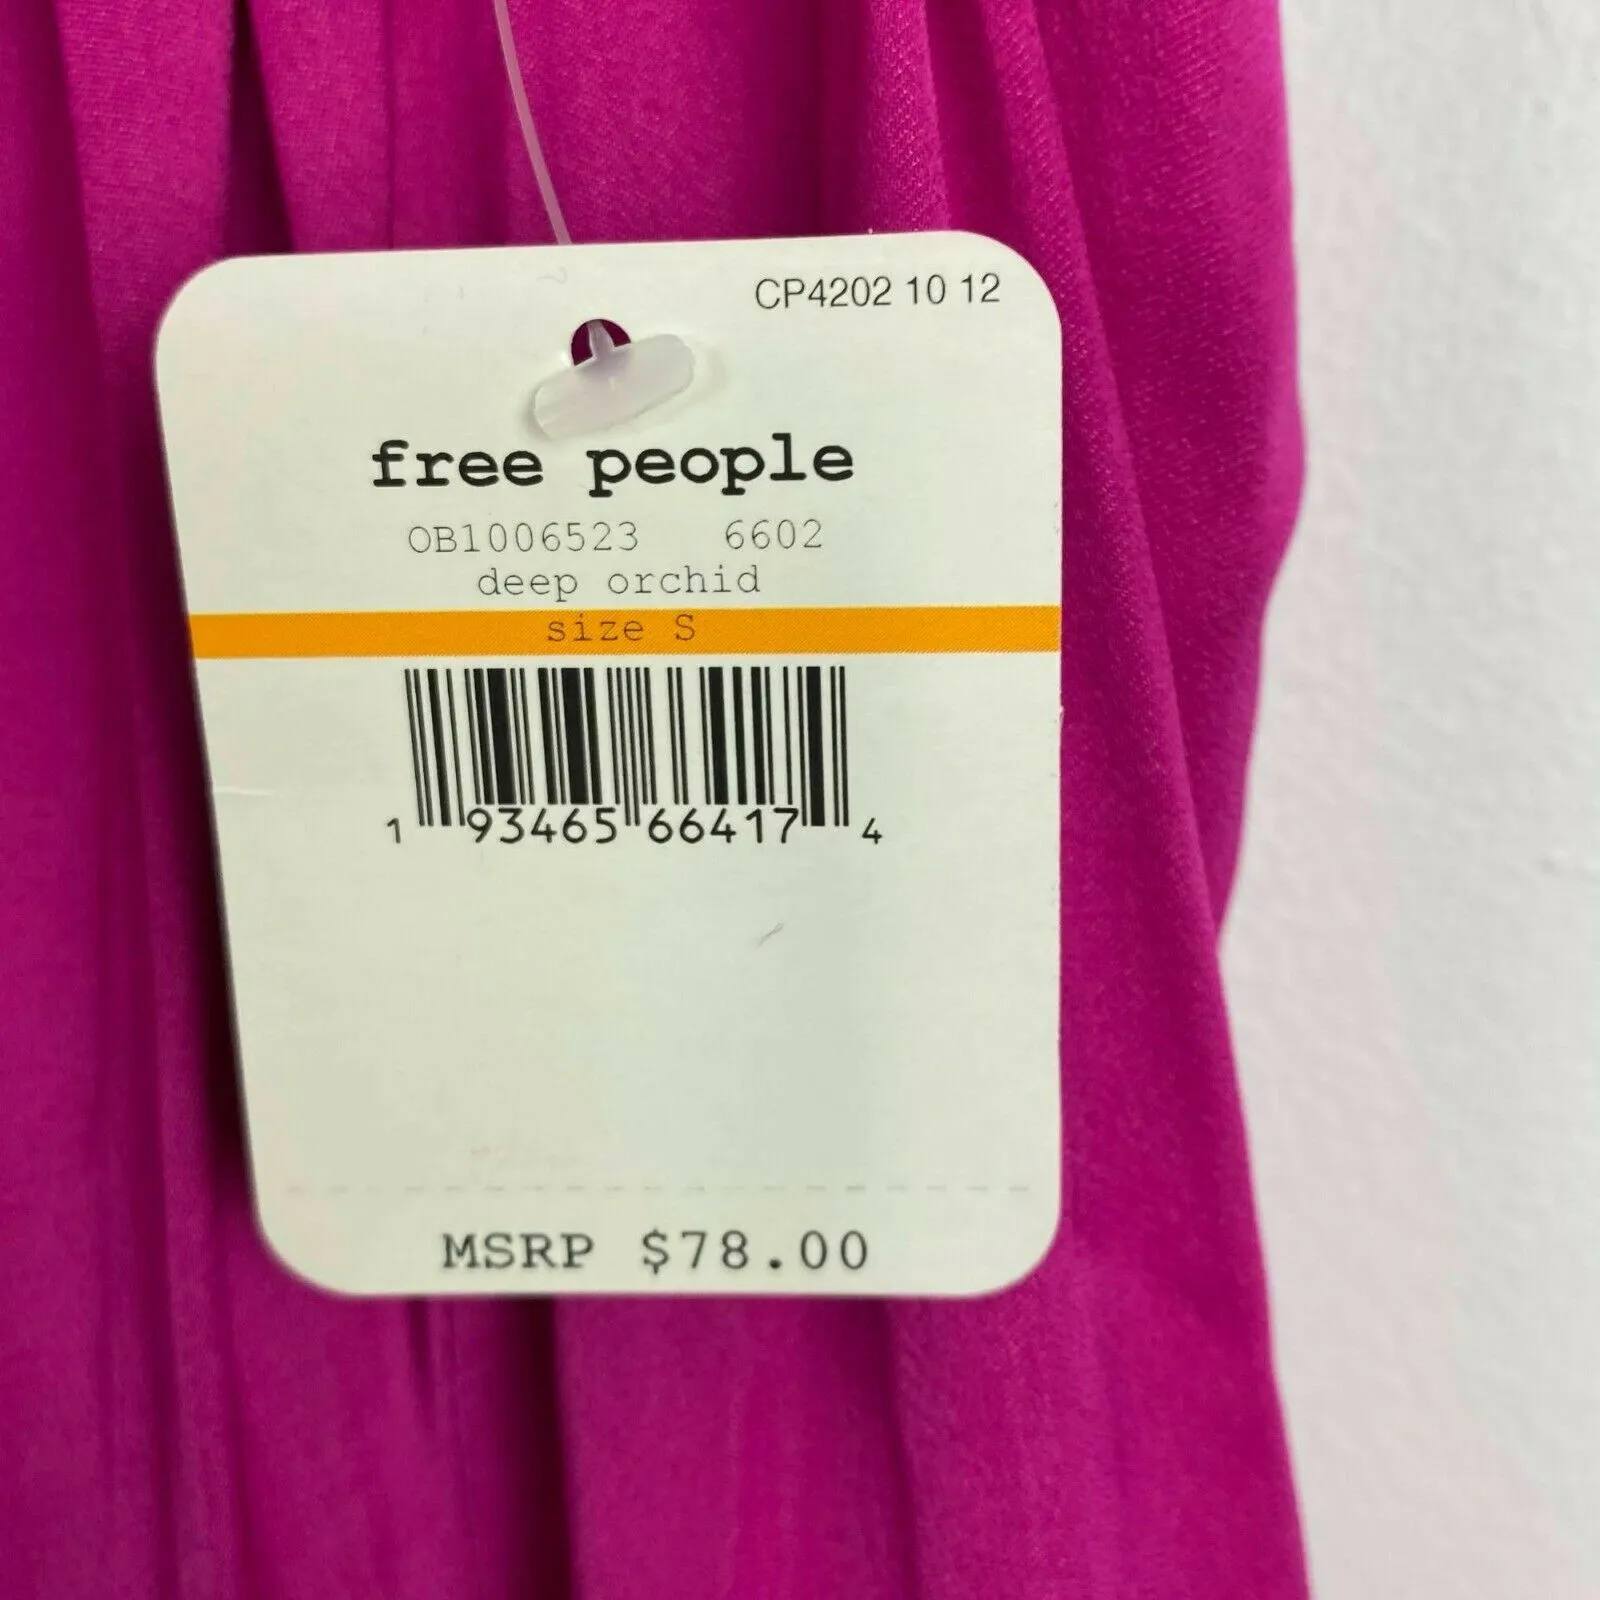 CP4202 10 12
free people
OB1006523 6602
deep orchid
size S
1 93465 66417 4
MSRP $78.00